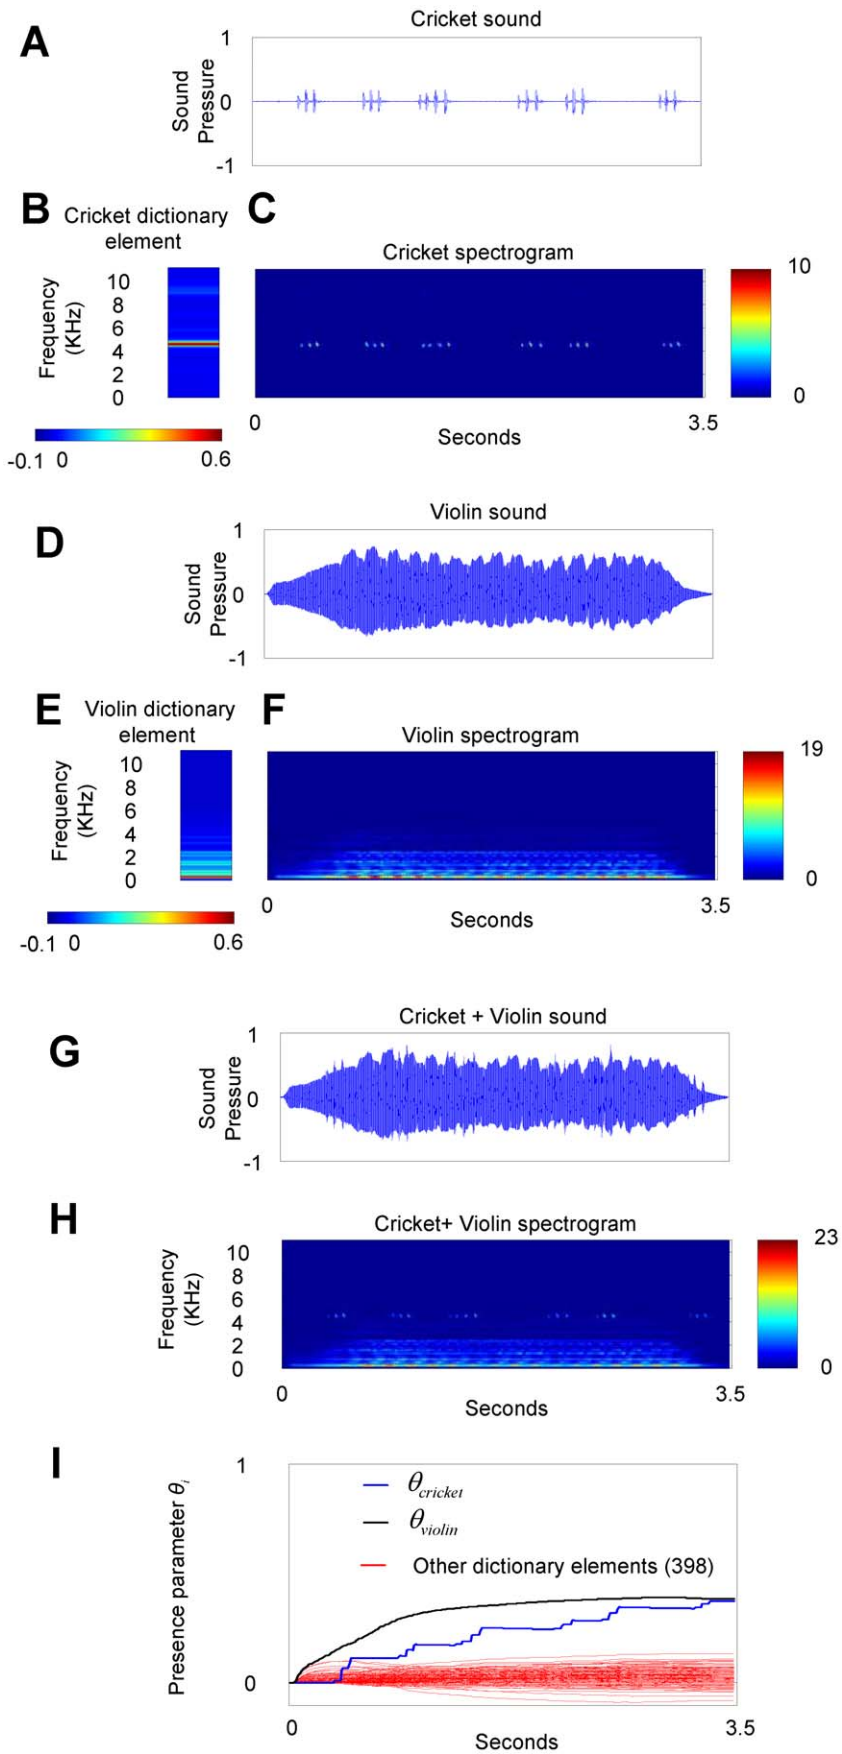 A
Cricket sound
Sound
Pressure
1
0
-1
B
Cricket dictionary
element
Frequency
(KHz)
10
8
6
4
2
0
-0.1 0 0.6
C
Cricket spectrogram
10
0
0 3.5
Seconds
D
Violin sound
Sound
Pressure
1
0
-1
E
Violin dictionary
element
Frequency
(KHz)
10
8
6
4
2
0
-0.1 0 0.6
F
Violin spectrogram
19
0
0 3.5
Seconds
G
Cricket + Violin sound
Sound
Pressure
1
0
-1
H
Cricket+ Violin spectrogram
Frequency
(KHz)
10
8
6
4
2
0
23
0
0 3.5
Seconds
I
Presence parameter θi
1
0
θcricket
θviolin
Other dictionary elements (398)
0 3.5
Seconds